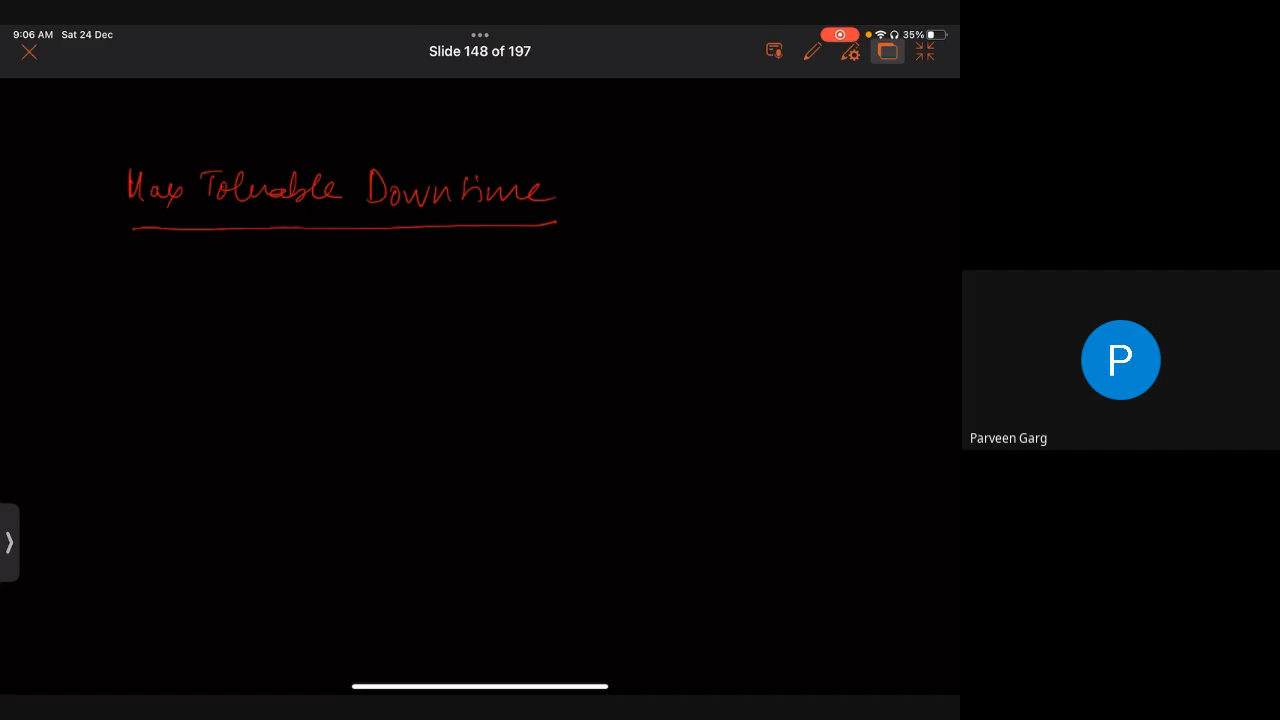 9:06 AM Sat 24 Dec
35%
Slide 148 of 197
Max Tolerable Downtime
P
Parveen Garg